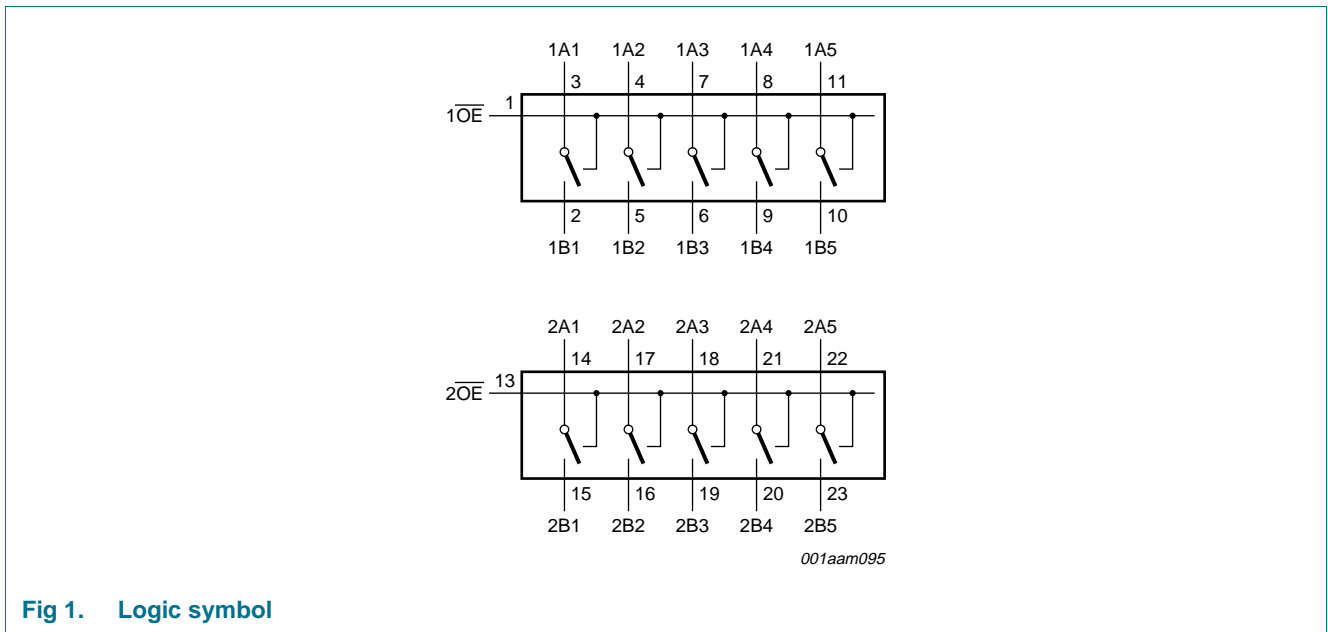 1A1 1A2 1A3 1A4 1A5
3 4 7 8 11
1
1O̅E̅
2 5 6 9 10
1B1 1B2 1B3 1B4 1B5
2A1 2A2 2A3 2A4 2A5
14 17 18 21 22
13
2O̅E̅
15 16 19 20 23
2B1 2B2 2B3 2B4 2B5
001aam095
Fig 1. Logic symbol